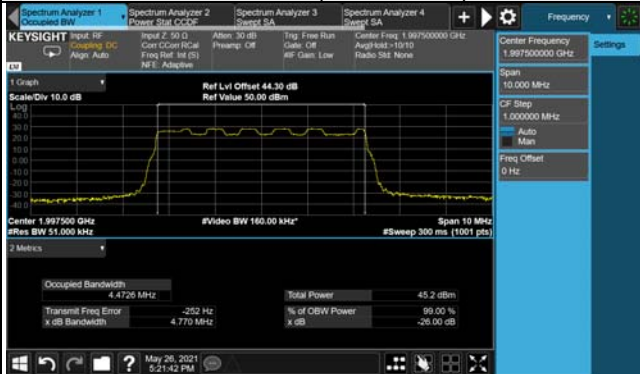 Spectrum Analyzer 1
Occupied BW
Spectrum Analyzer 2
Power Stat CCDF
Spectrum Analyzer 3
Swept SA
Spectrum Analyzer 4
Swept SA
Frequency
KEYSIGHT
Input: RF
Coupling: DC
Align: Auto
Input Z: 50 Ω
Corr CCorr RCal
Freq Ref: Int (S)
NFE: Adaptive
Atten: 30 dB
Preamp: Off
Trig: Free Run
Gate: Off
#IF Gain: Low
Center Freq: 1.997500000 GHz
Avg|Hold:>10/10
Radio Std: None
LXI
Center Frequency
1.997500000 GHz
Settings
Span
10.000 MHz
CF Step
1.000000 MHz
Auto
Man
Freq Offset
0 Hz
1 Graph
Scale/Div 10.0 dB
Ref Lvl Offset 44.30 dB
Ref Value 50.00 dBm
Log
40.0
30.0
20.0
10.0
0.00
-10.0
-20.0
-30.0
-40.0
Center 1.997500 GHz
#Res BW 51.000 kHz
#Video BW 160.00 kHz*
Span 10 MHz
#Sweep 300 ms (1001 pts)
2 Metrics
Occupied Bandwidth
4.4726 MHz
Total Power
45.2 dBm
Transmit Freq Error
-252 Hz
% of OBW Power
99.00 %
x dB Bandwidth
4.770 MHz
x dB
-26.00 dB
May 26, 2021
5:21:42 PM